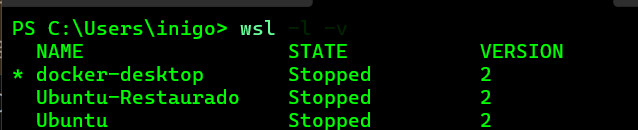 PS C:\Users\inigo> wsl -l -v
  NAME                 STATE           VERSION
* docker-desktop       Stopped         2
  Ubuntu-Restaurado    Stopped         2
  Ubuntu               Stopped         2